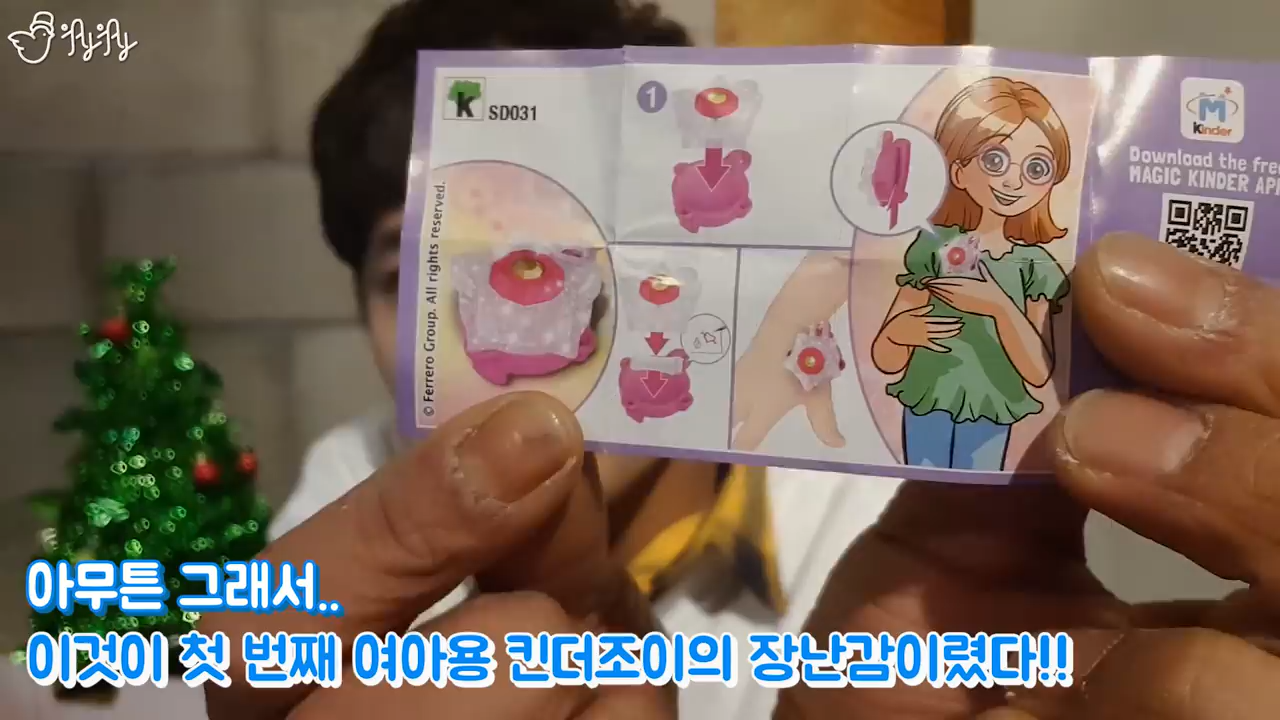 k SD031
© Ferrero Group. All rights reserved.
1
M
Kinder
Download the free
MAGIC KINDER AP
아무튼 그래서..
이것이 첫 번째 여아용 킨더조이의 장난감이렸다!!